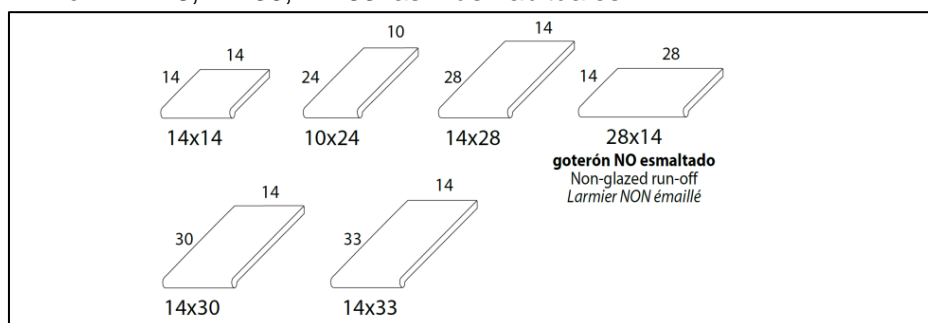 14
14
14x14
10
24
10x24
14
28
14x28
28
14
28x14
goterón NO esmaltado
Non-glazed run-off
Larmier NON émaillé
14
30
14x30
14
33
14x33